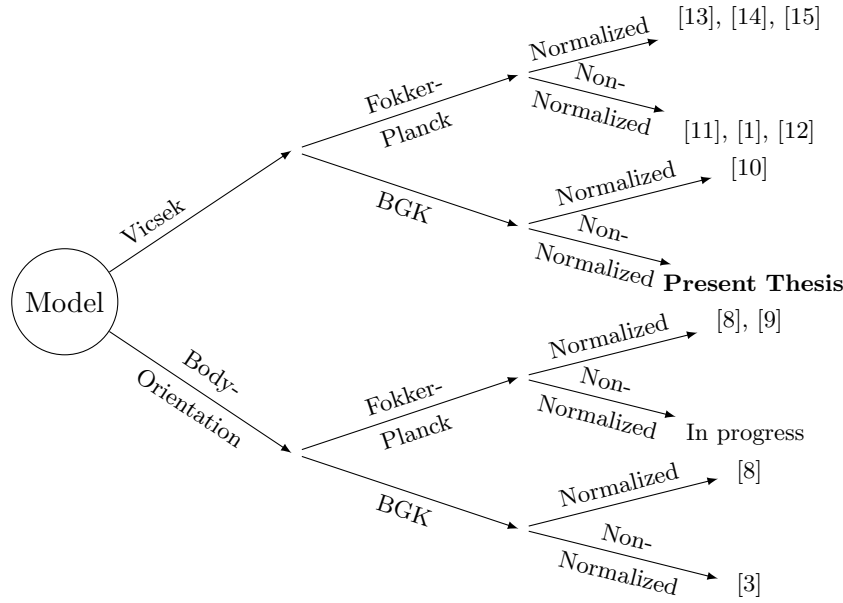 [13], [14], [15]
Normalized
Fokker-
Planck
Non-
Normalized
[11], [1], [12]
Vicsek
[10]
Normalized
BGK
Non-
Normalized
Present Thesis
Model
[8], [9]
Normalized
Body-
Orientation
Fokker-
Planck
Non-
Normalized
In progress
[8]
Normalized
BGK
Non-
Normalized
[3]